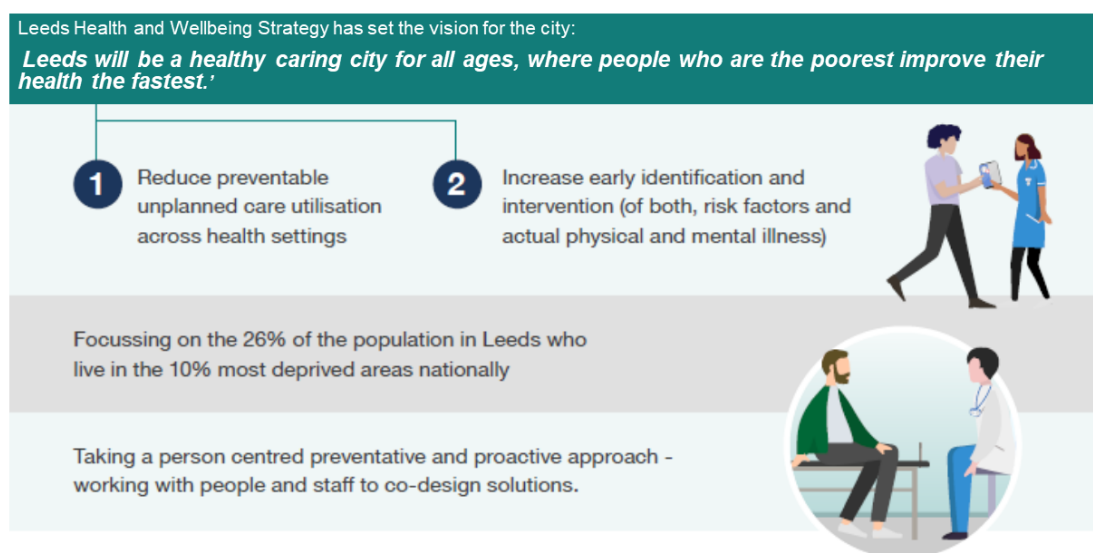 Leeds Health and Wellbeing Strategy has set the vision for the city:
Leeds will be a healthy caring city for all ages, where people who are the poorest improve their
health the fastest.’
1
Reduce preventable
unplanned care utilisation
across health settings
2
Increase early identification and
intervention (of both, risk factors and
actual physical and mental illness)
Focussing on the 26% of the population in Leeds who
live in the 10% most deprived areas nationally
Taking a person centred preventative and proactive approach -
working with people and staff to co-design solutions.